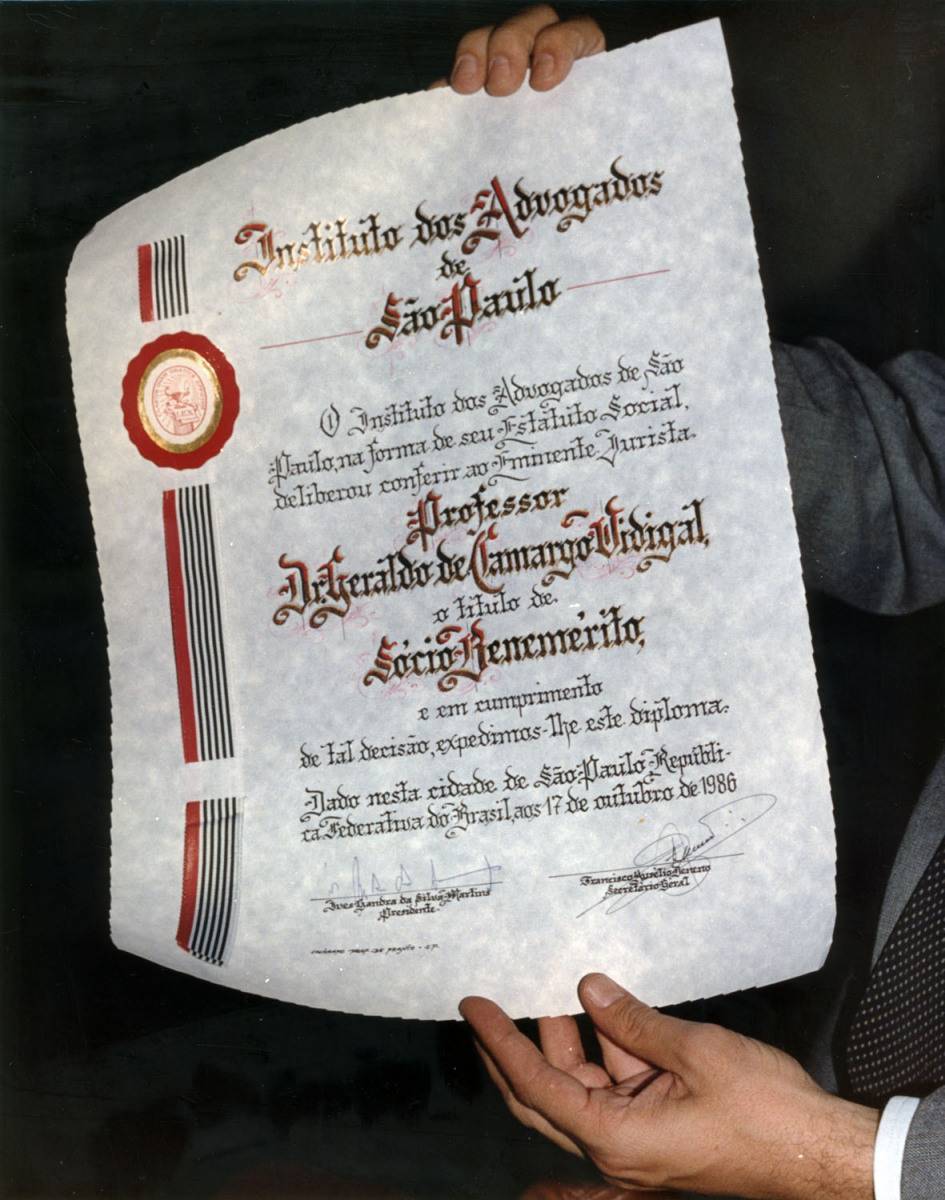 Instituto dos Advogados
de
São Paulo
O Instituto dos Advogados de São
Paulo, na forma de seu Estatuto Social,
deliberou conferir ao Eminente Jurista
Professor
Dr. Geraldo de Camargo Vidigal,
o título de
Sócio Benemérito,
e em cumprimento
de tal decisão, expedimos-lhe este diploma.
Dado nesta cidade de São Paulo República
Federativa do Brasil, aos 17 de outubro de 1986
Ives Gandra da Silva Martins
Presidente
Francisco Aurélio
Secretário Geral